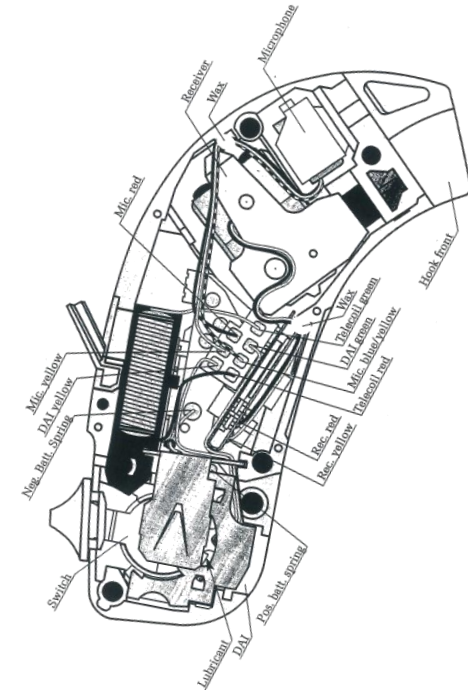 Microphone
Wax
Receiver
Mic. red
Mic. yellow
DAI yellow
Neg. Batt. Spring
Switch
Lubricant
DAI
Pos. batt. spring
Rec. yellow
Rec. red
Telecoil red
Mic. blue/yellow
DAI green
Telecoil green
Wax
Hook front